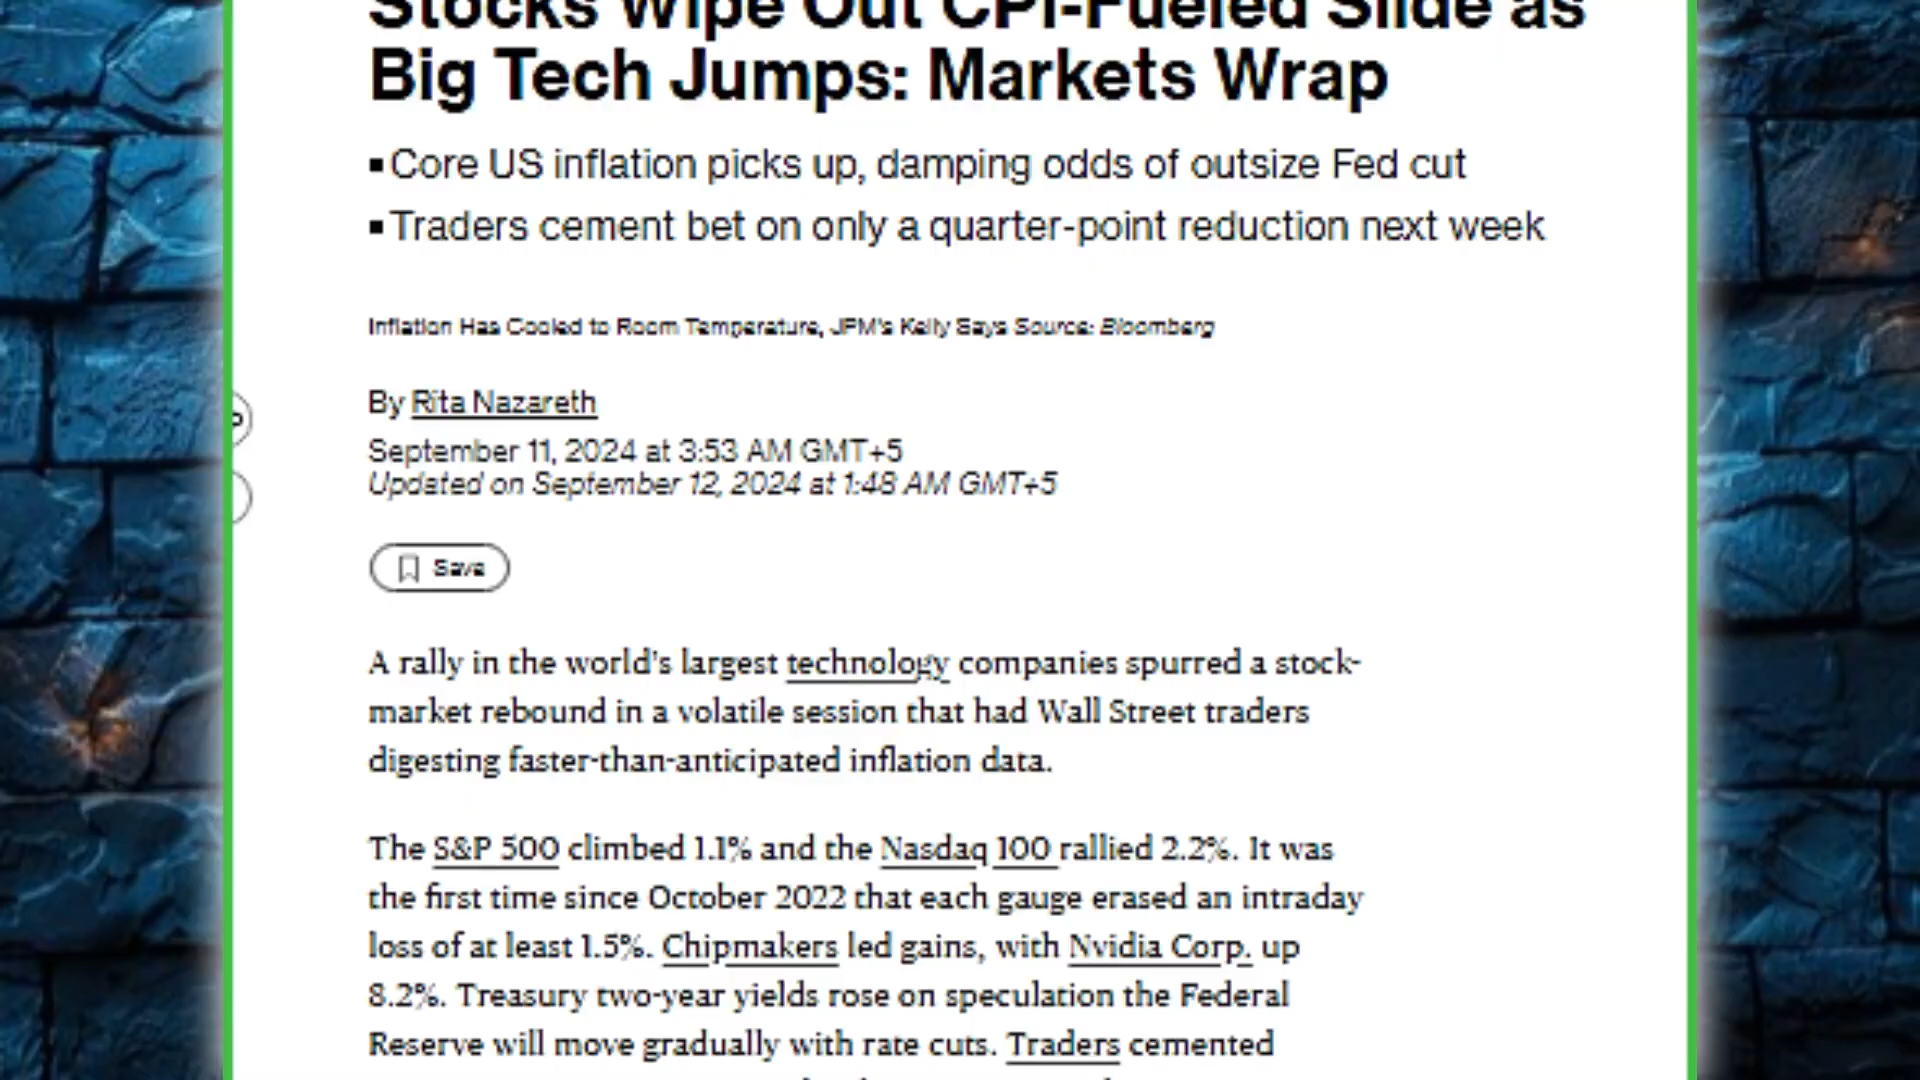 Stocks Wipe Out CPI-Fueled Slide as
Big Tech Jumps: Markets Wrap
▪ Core US inflation picks up, damping odds of outsize Fed cut
▪ Traders cement bet on only a quarter-point reduction next week
Inflation Has Cooled to Room Temperature, JPM's Kelly Says Source: Bloomberg
By Rita Nazareth
September 11, 2024 at 3:53 AM GMT+5
Updated on September 12, 2024 at 1:48 AM GMT+5
Save
A rally in the world's largest technology companies spurred a stock-
market rebound in a volatile session that had Wall Street traders
digesting faster-than-anticipated inflation data.
The S&P 500 climbed 1.1% and the Nasdaq 100 rallied 2.2%. It was
the first time since October 2022 that each gauge erased an intraday
loss of at least 1.5%. Chipmakers led gains, with Nvidia Corp. up
8.2%. Treasury two-year yields rose on speculation the Federal
Reserve will move gradually with rate cuts. Traders cemented